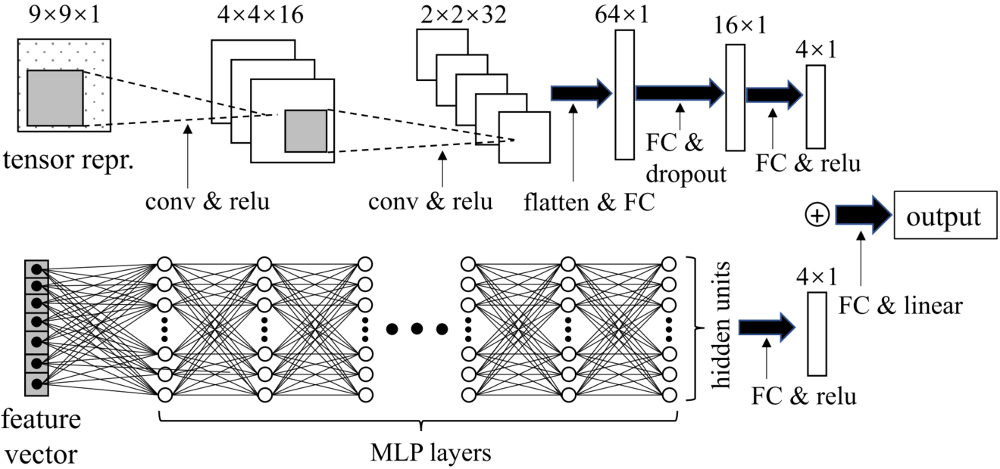 9×9×1
4×4×16
2×2×32
64×1
16×1
4×1
tensor repr.
conv & relu
conv & relu
flatten & FC
FC &
dropout
FC & relu
+
output
FC & linear
feature
vector
MLP layers
hidden units
4×1
FC & relu